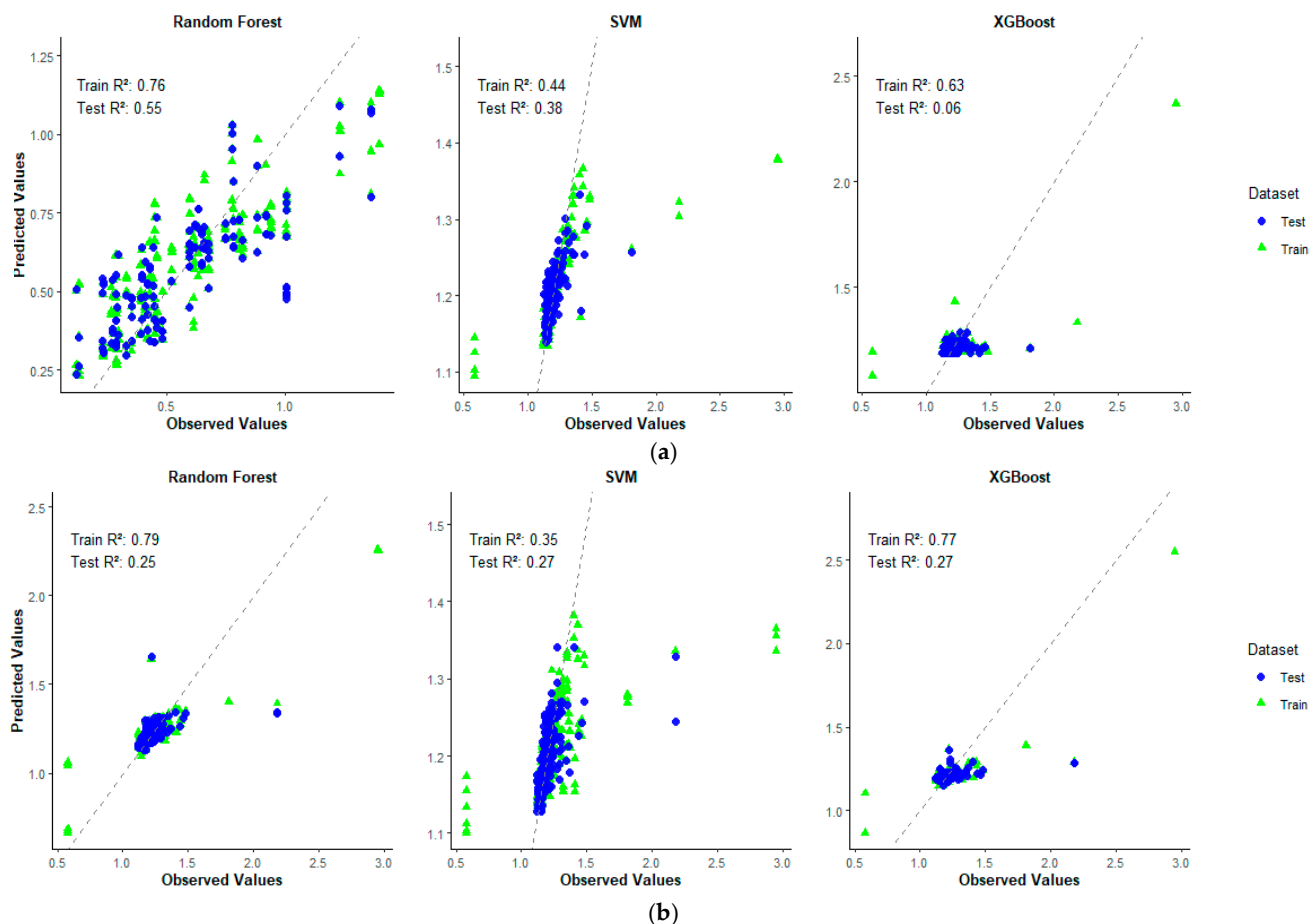 Random Forest
SVM
XGBoost
Train R²: 0.76
Test R²: 0.55
Train R²: 0.44
Test R²: 0.38
Train R²: 0.63
Test R²: 0.06
Predicted Values
1.25
1.00
0.75
0.50
0.25
0.5
1.0
Observed Values
1.5
1.4
1.3
1.2
1.1
0.5
1.0
1.5
2.0
2.5
3.0
Observed Values
2.5
2.0
1.5
0.5
1.0
1.5
2.0
2.5
3.0
Observed Values
Dataset
Test
Train
(a)
Random Forest
SVM
XGBoost
Train R²: 0.79
Test R²: 0.25
Train R²: 0.35
Test R²: 0.27
Train R²: 0.77
Test R²: 0.27
Predicted Values
2.5
2.0
1.5
1.0
0.5
1.0
1.5
2.0
2.5
3.0
Observed Values
1.5
1.4
1.3
1.2
1.1
0.5
1.0
1.5
2.0
2.5
3.0
Observed Values
2.5
2.0
1.5
1.0
0.5
1.0
1.5
2.0
2.5
3.0
Observed Values
Dataset
Test
Train
(b)